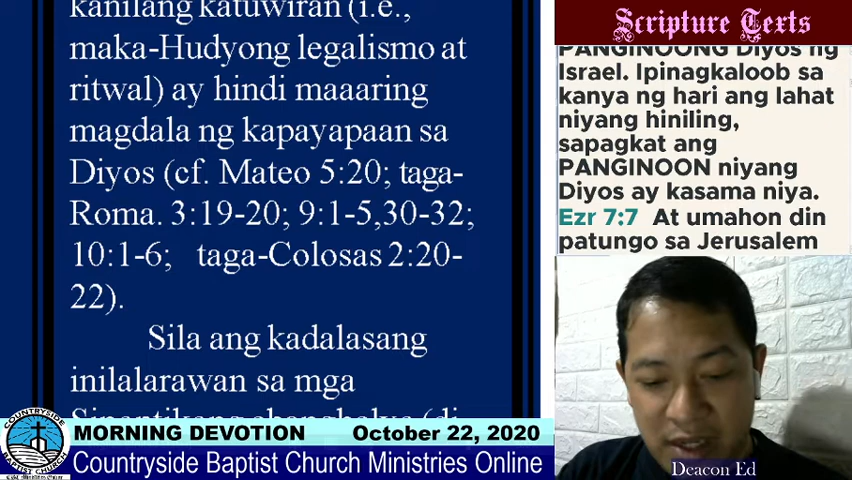 kanilang katuwiran (i.e.,
maka-Hudyong legalismo at
ritwal) ay hindi maaaring
magdala ng kapayapaan sa
Diyos (cf. Mateo 5:20; taga-
Roma. 3:19-20; 9:1-5,30-32;
10:1-6; taga-Colosas 2:20-
22).
Sila ang kadalasang
inilalarawan sa mga
Sinoptikong ebanghelyo (di
Scripture Texts
PANGINOONG Diyos ng
Israel. Ipinagkaloob sa
kanya ng hari ang lahat
niyang hiniling,
sapagkat ang
PANGINOON niyang
Diyos ay kasama niya.
Ezr 7:7 At umahon din
patungo sa Jerusalem
COUNTRYSIDE
BAPTIST CHURCH
MORNING DEVOTION October 22, 2020
Countryside Baptist Church Ministries Online
Deacon Ed